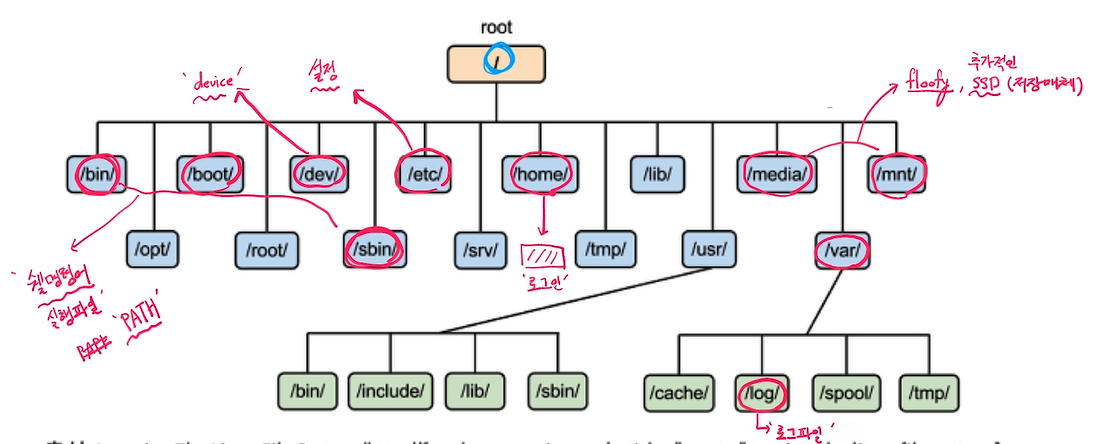 root
/
'device'
설정
floofy, 추가적인
SSD (저장매체)
/bin/
/boot/
/dev/
/etc/
/home/
/lib/
/media/
/mnt/
/opt/
/root/
/sbin/
/srv/
/tmp/
/usr/
/var/
'쉘명령어
실행파일'
'PATH'
'로그인'
/bin/
/include/
/lib/
/sbin/
/cache/
/log/
/spool/
/tmp/
'로그파일'